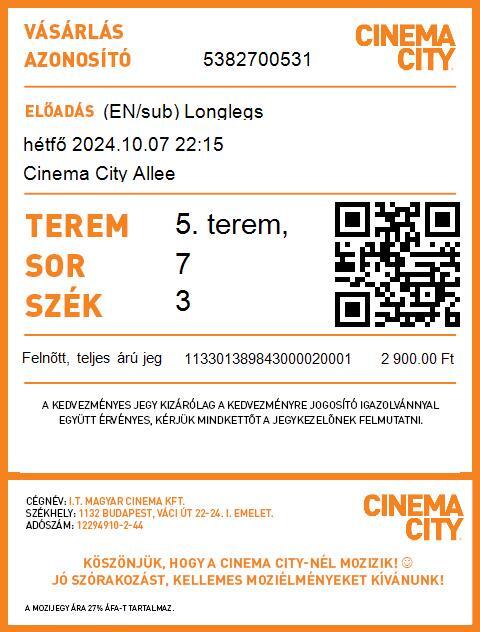 VÁSÁRLÁS
AZONOSÍTÓ 5382700531
CINEMA
CITY
ELŐADÁS (EN/sub) Longlegs
hétfő 2024.10.07 22:15
Cinema City Allee
TEREM 5. terem,
SOR 7
SZÉK 3
Felnőtt, teljes árú jeg 113301389843000020001 2 900.00 Ft
A KEDVEZMÉNYES JEGY KIZÁRÓLAG A KEDVEZMÉNYRE JOGOSÍTÓ IGAZOLVÁNNYAL
EGYÜTT ÉRVÉNYES, KÉRJÜK MINDKETTŐT A JEGYKEZELŐNEK FELMUTATNI.
CÉGNÉV: I.T. MAGYAR CINEMA KFT.
SZÉKHELY: 1132 BUDAPEST, VÁCI ÚT 22-24. I. EMELET.
ADÓSZÁM: 12294910-2-44
CINEMA
CITY
KÖSZÖNJÜK, HOGY A CINEMA CITY-NÉL MOZIZIK! ☺
JÓ SZÓRAKOZÁST, KELLEMES MOZIÉLMÉNYEKET KÍVÁNUNK!
A MOZIJEGY ÁRA 27% ÁFA-T TARTALMAZ.